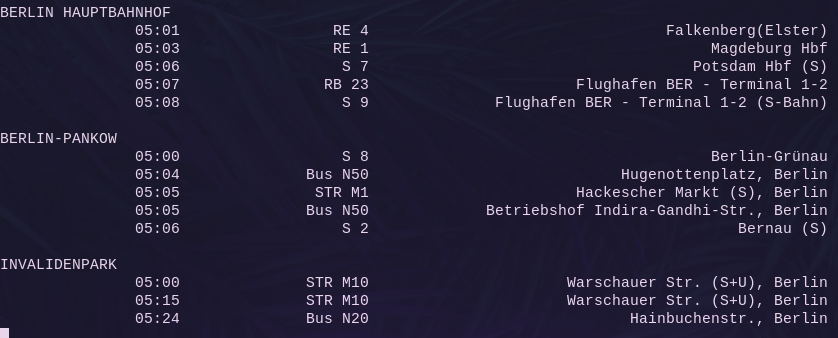 BERLIN HAUPTBAHNHOF
05:01 RE 4 Falkenberg(Elster)
05:03 RE 1 Magdeburg Hbf
05:06 S 7 Potsdam Hbf (S)
05:07 RB 23 Flughafen BER - Terminal 1-2
05:08 S 9 Flughafen BER - Terminal 1-2 (S-Bahn)
BERLIN-PANKOW
05:00 S 8 Berlin-Grünau
05:04 Bus N50 Hugenottenplatz, Berlin
05:05 STR M1 Hackescher Markt (S), Berlin
05:05 Bus N50 Betriebshof Indira-Gandhi-Str., Berlin
05:06 S 2 Bernau (S)
INVALIDENPARK
05:00 STR M10 Warschauer Str. (S+U), Berlin
05:15 STR M10 Warschauer Str. (S+U), Berlin
05:24 Bus N20 Hainbuchenstr., Berlin